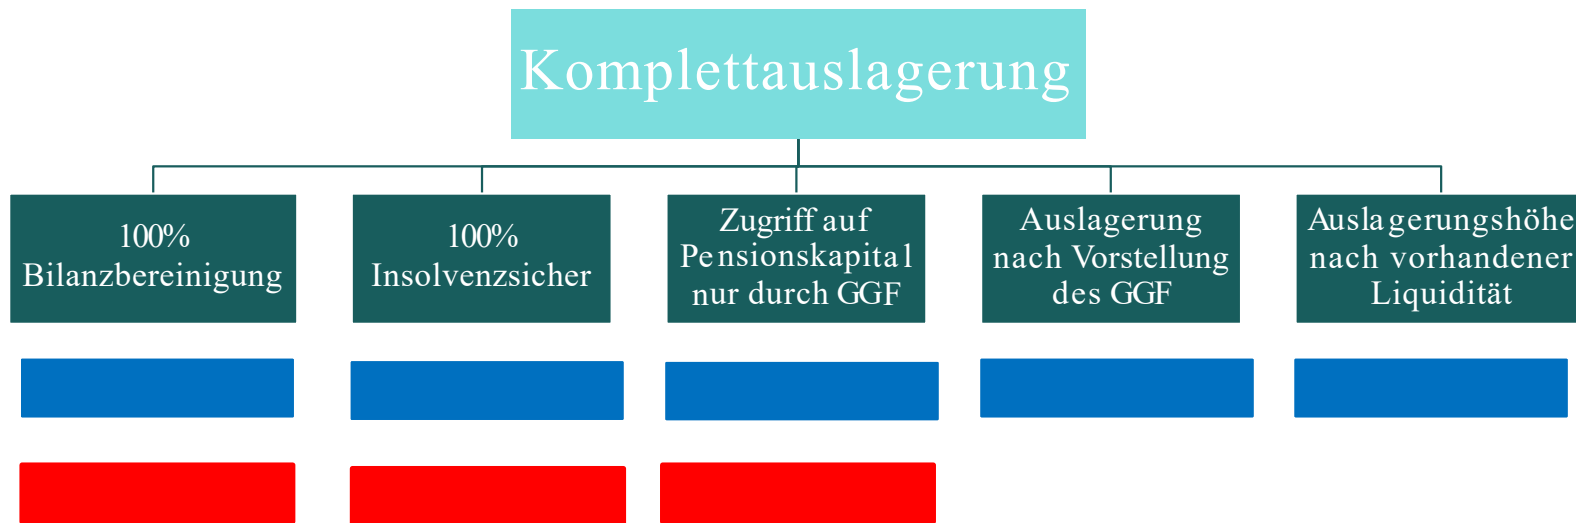 Komplettauslagerung
100%
Bilanzbereinigung
100%
Insolvenzsicher
Zugriff auf
Pensionskapital
nur durch GGF
Auslagerung
nach Vorstellung
des GGF
Auslagerungshöhe
nach vorhandener
Liquidität